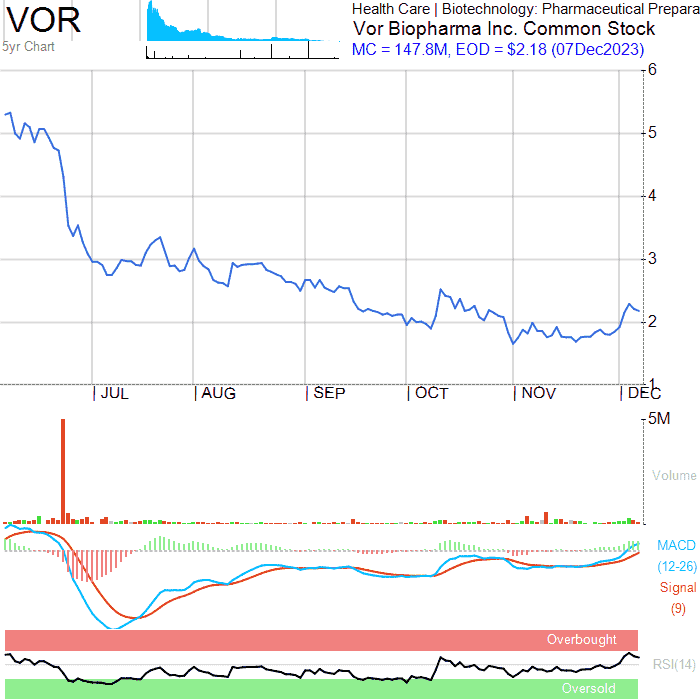 VOR
5yr Chart
Health Care | Biotechnology: Pharmaceutical Prepara
Vor Biopharma Inc. Common Stock
MC = 147.8M, EOD = $2.18 (07Dec2023)
6
5
4
3
2
1
JUL
AUG
SEP
OCT
NOV
DEC
5M
Volume
MACD
(12-26)
Signal
(9)
Overbought
RSI(14)
Oversold